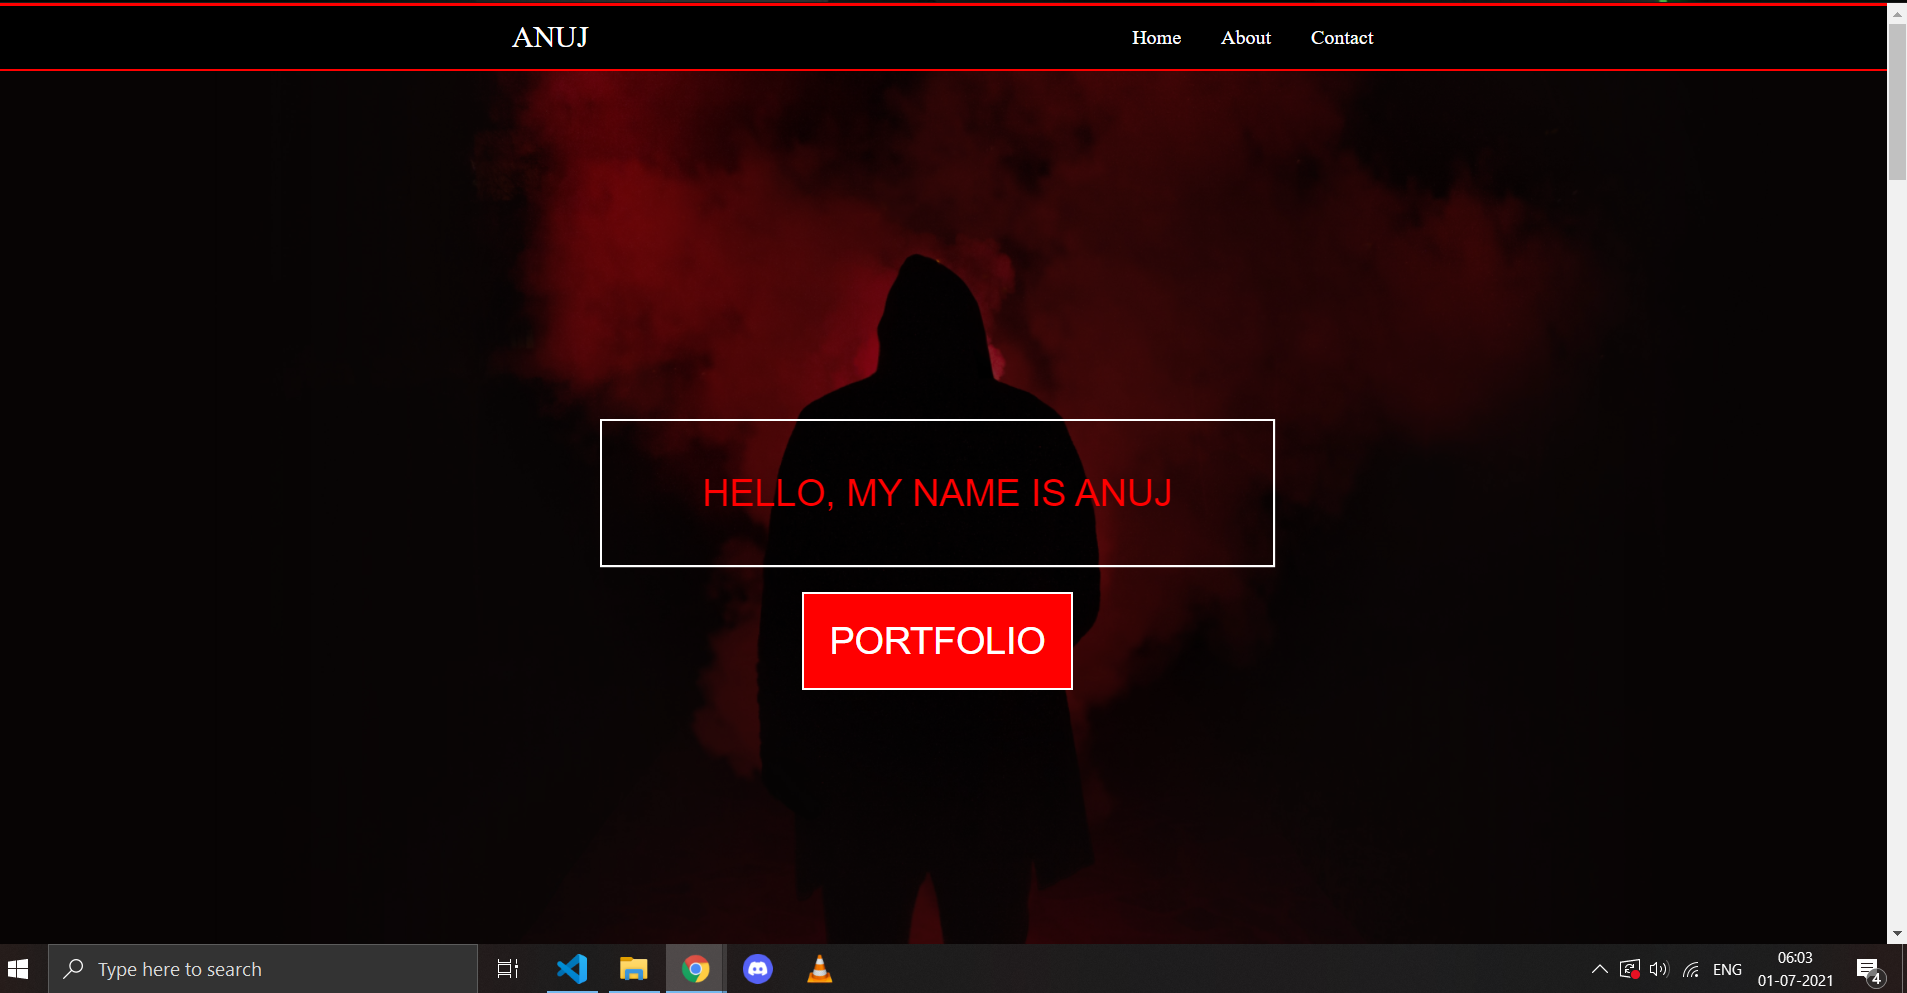 ANUJ
Home About Contact
HELLO, MY NAME IS ANUJ
PORTFOLIO
Type here to search
ENG
06:03
01-07-2021
4